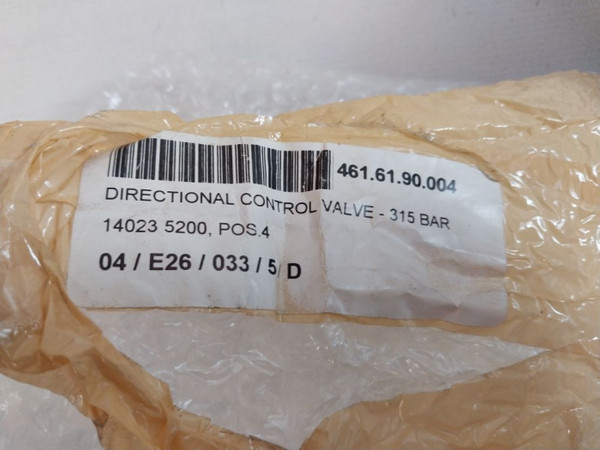 461.61.90.004
DIRECTIONAL CONTROL VALVE - 315 BAR
14023 5200, POS.4
04 / E26 / 033 / 5 / D